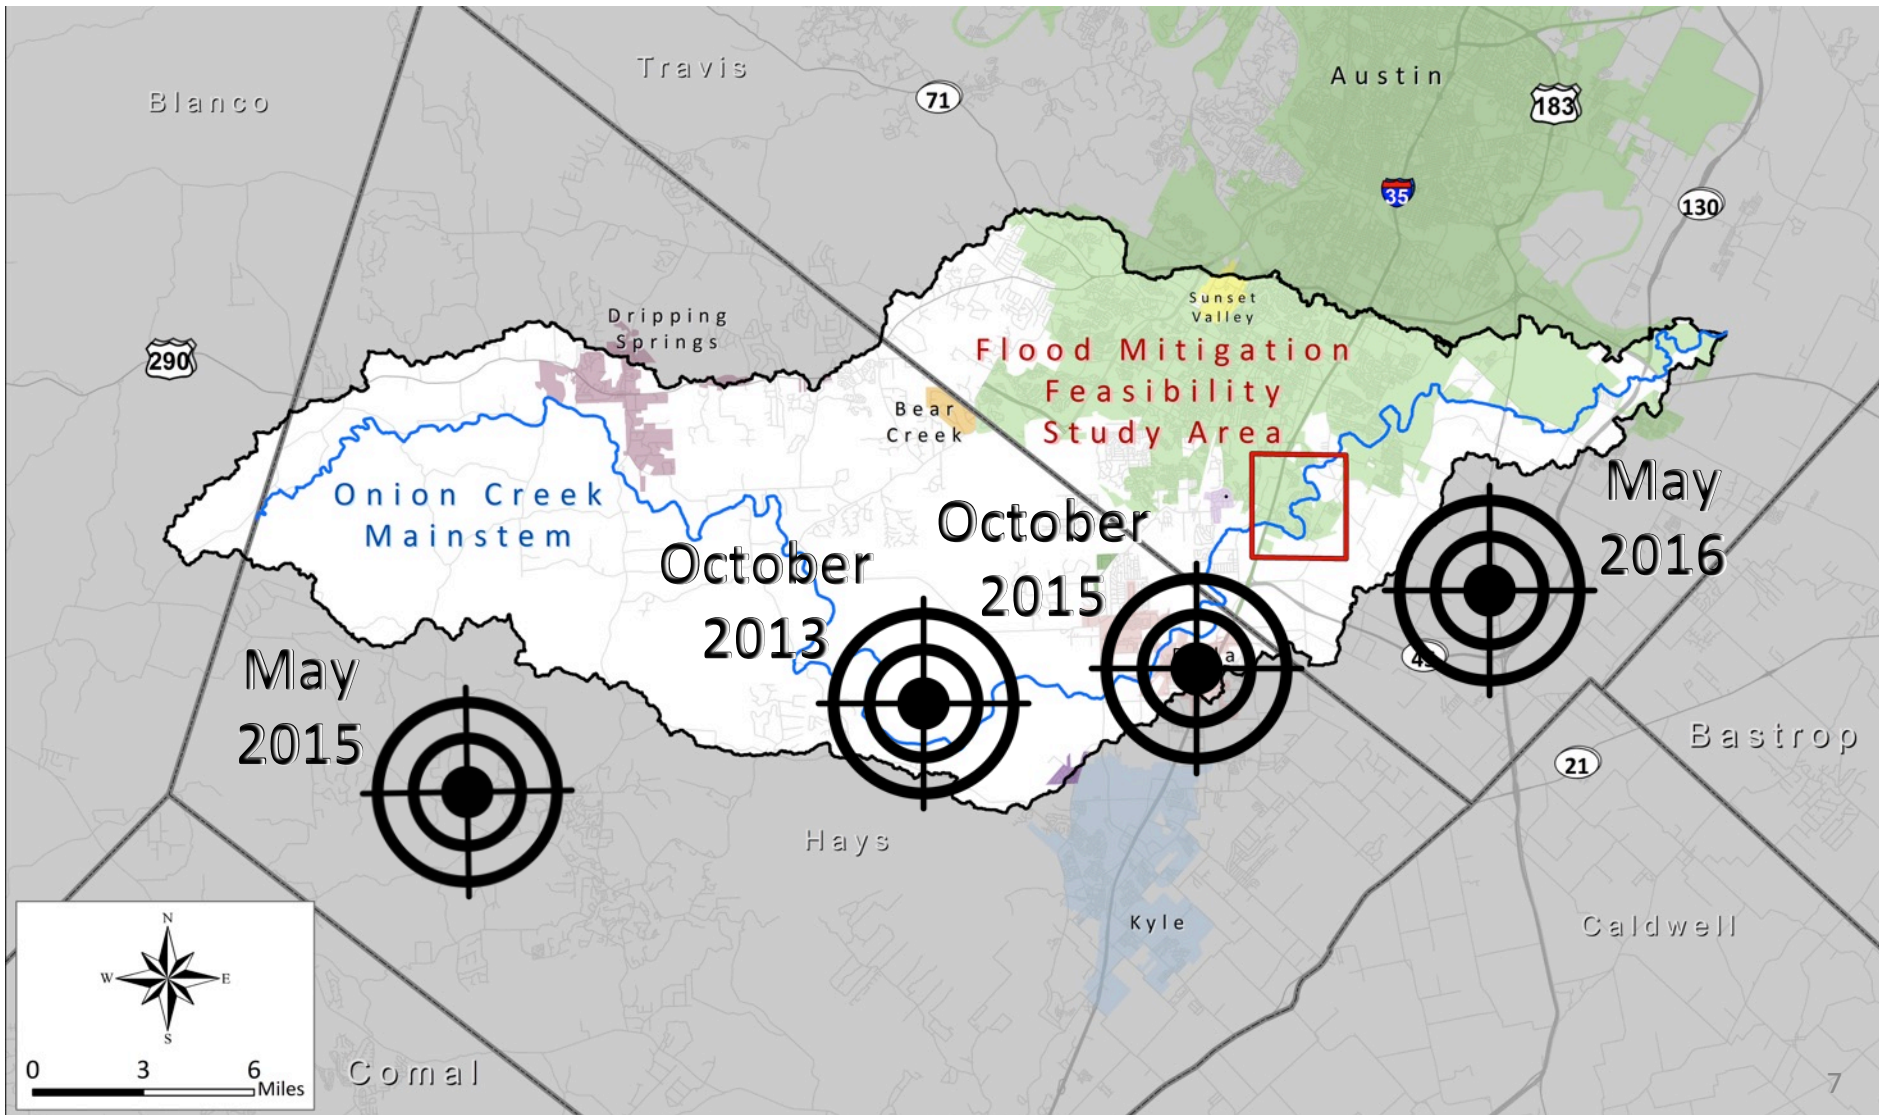 Travis
Blanco
Austin
71
183
35
130
290
Dripping
Springs
Sunset
Valley
Flood Mitigation
Feasibility
Study Area
Bear
Creek
Onion Creek
Mainstem
October
2013
October
2015
May
2016
May
2015
21
Bastrop
Hays
Kyle
Caldwell
Comal
N
W
E
S
0
3
6
Miles
7